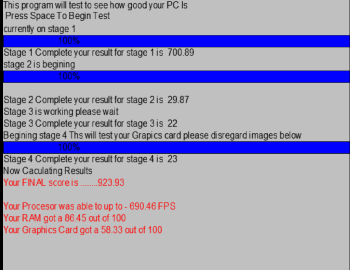 This program will test to see how good your PC Is
Press Space To Begin Test
currently on stage 1
100%
Stage 1 Complete your result for stage 1 is 700.89
stage 2 is begining
100%
Stage 2 Complete your result for stage 2 is 29.87
Stage 3 is working please wait
Stage 3 Complete your result for stage 3 is 22
Begining stage 4 Ths will test your Grapics card please disregard images below
100%
Stage 4 Complete your result for stage 4 is 23
Now Caculating Results
Your FINAL score is ........923.93
Your Procesor was able to up to - 690.46 FPS
Your RAM got a 86.45 out of 100
Your Graphics Card got a 58.33 out of 100